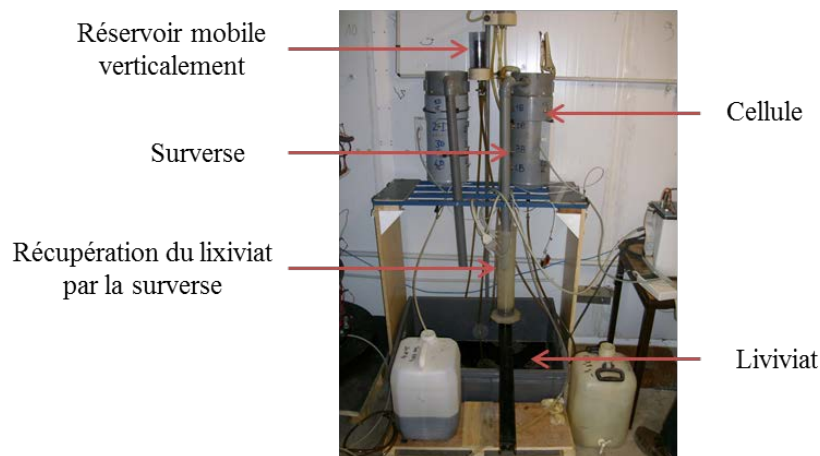 Réservoir mobile
verticalement
Cellule
Surverse
Récupération du lixiviat
par la surverse
Liviviat